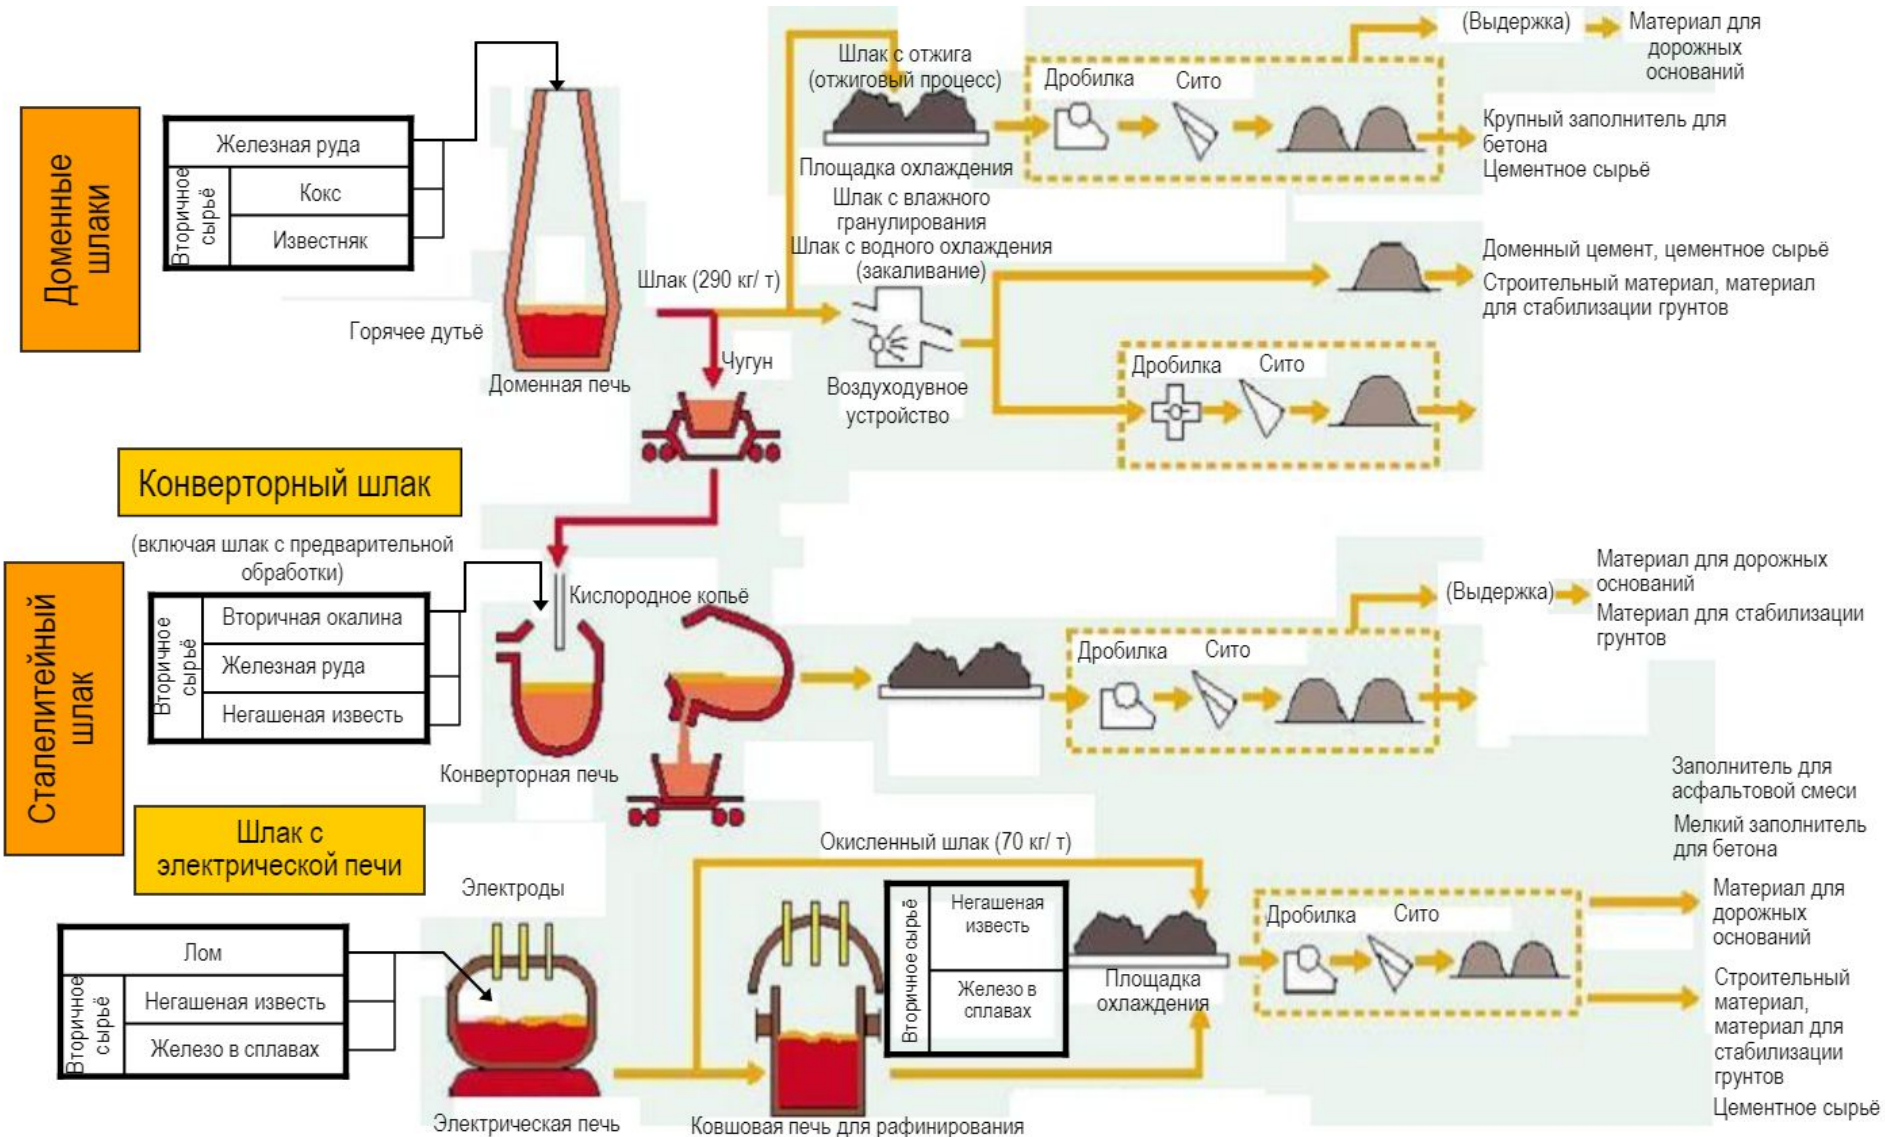 Доменные
шлаки
Железная руда
Вторичное
сырьё
Кокс
Известняк
Горячее дутьё
Доменная печь
Шлак (290 кг/ т)
Чугун
Шлак с отжига
(отжиговый процесс)
Площадка охлаждения
Шлак с влажного
гранулирования
Шлак с водного охлаждения
(закаливание)
Воздуходувное
устройство
Дробилка
Сито
(Выдержка)
Материал для
дорожных
оснований
Крупный заполнитель для
бетона
Цементное сырьё
Доменный цемент, цементное сырьё
Строительный материал, материал
для стабилизации грунтов
Дробилка
Сито
Сталелитейный
шлак
Конверторный шлак
(включая шлак с предварительной
обработки)
Вторичное
сырьё
Вторичная окалина
Железная руда
Негашеная известь
Кислородное копьё
Конверторная печь
Дробилка
Сито
(Выдержка)
Материал для дорожных
оснований
Материал для стабилизации
грунтов
Шлак с
электрической печи
Лом
Вторичное
сырьё
Негашеная известь
Железо в сплавах
Электроды
Электрическая печь
Окисленный шлак (70 кг/ т)
Вторичное сырьё
Негашеная
известь
Железо в
сплавах
Ковшовая печь для рафинирования
Площадка
охлаждения
Дробилка
Сито
Заполнитель для
асфальтовой смеси
Мелкий заполнитель
для бетона
Материал для
дорожных
оснований
Строительный
материал,
материал для
стабилизации
грунтов
Цементное сырьё